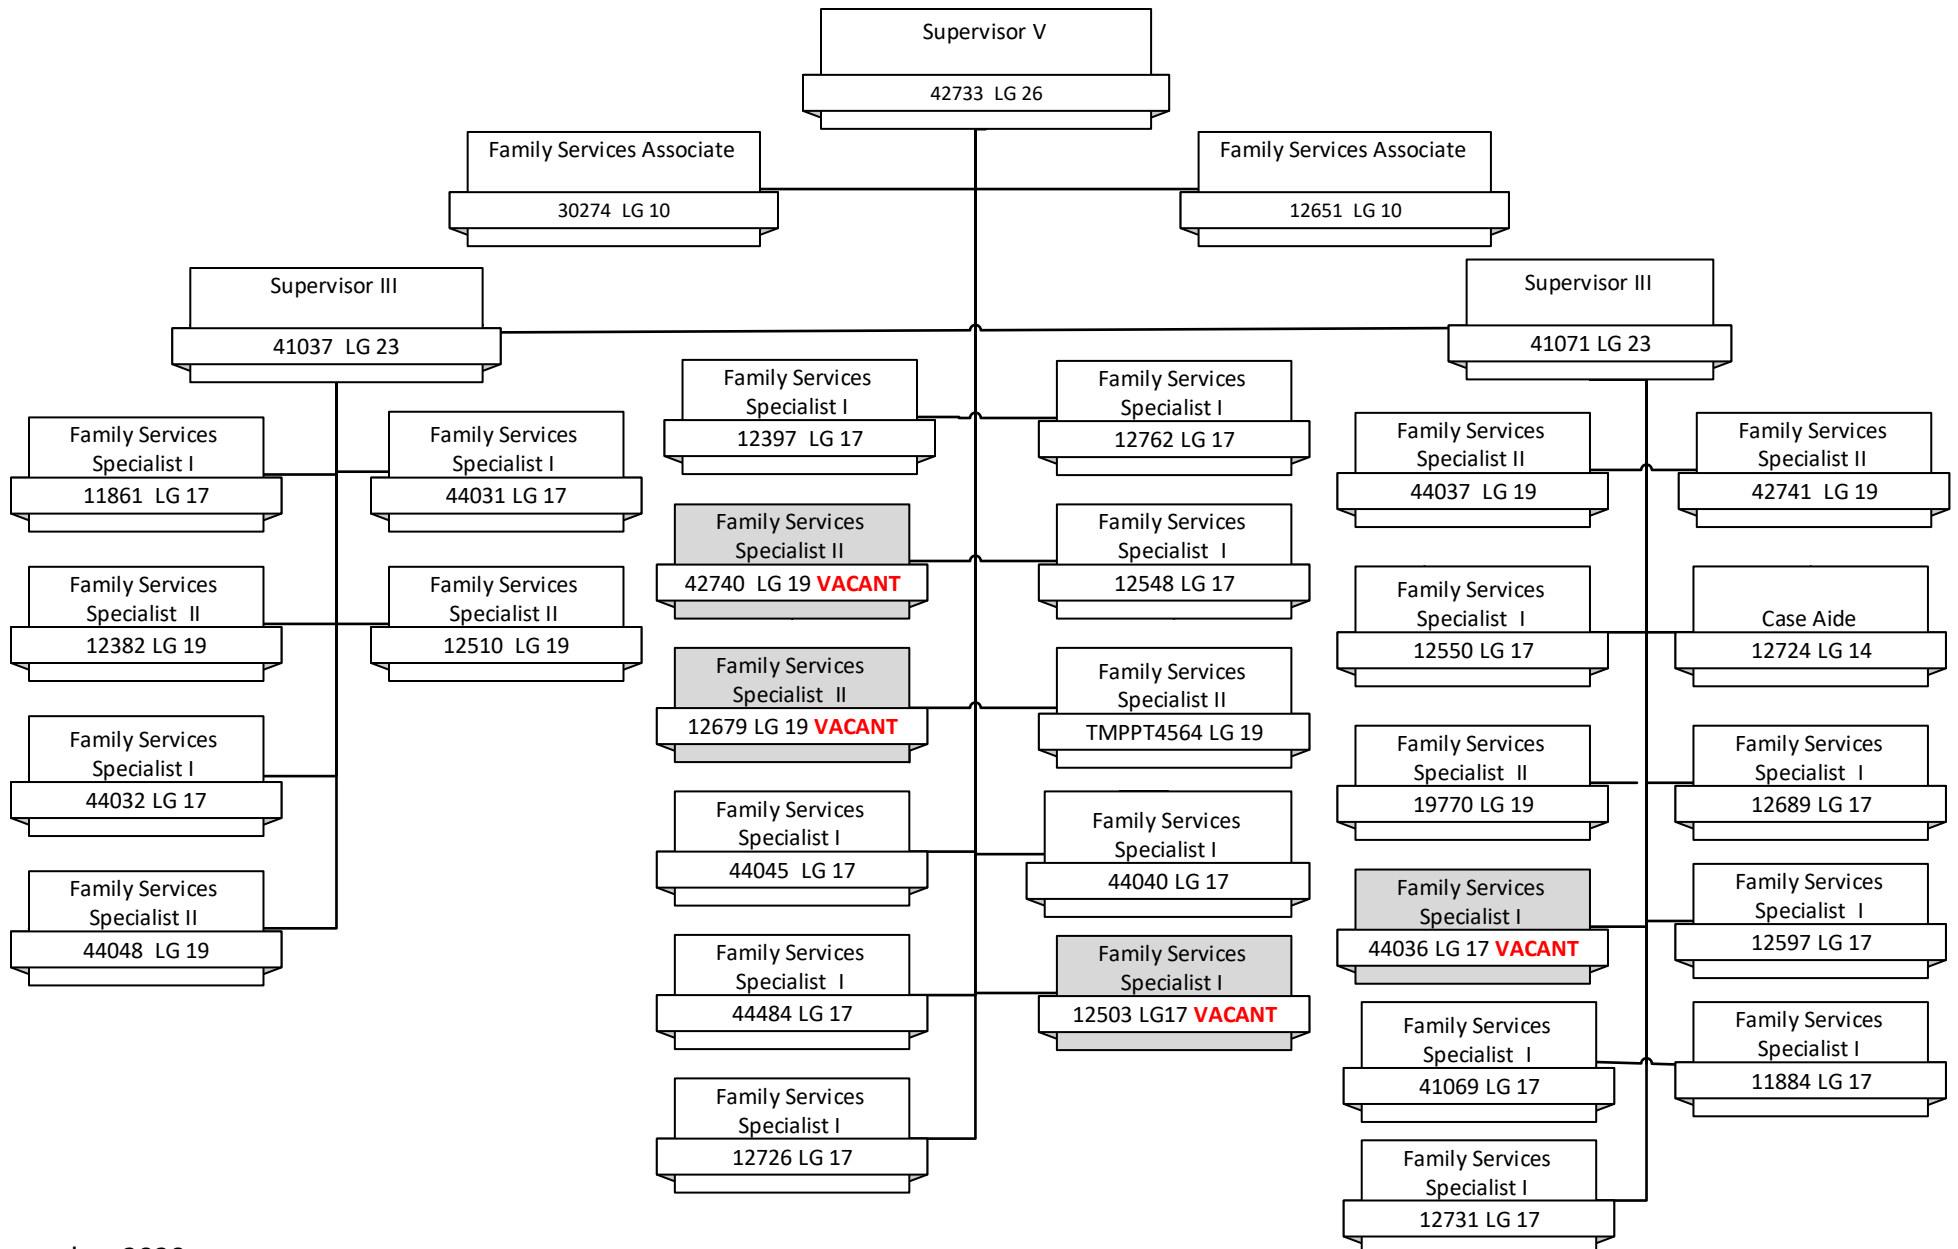 Supervisor V
42733 LG 26
Family Services Associate
30274 LG 10
Family Services Associate
12651 LG 10
Supervisor III
41037 LG 23
Supervisor III
41071 LG 23
Family Services
Specialist I
11861 LG 17
Family Services
Specialist I
44031 LG 17
Family Services
Specialist II
12382 LG 19
Family Services
Specialist II
12510 LG 19
Family Services
Specialist I
44032 LG 17
Family Services
Specialist II
44048 LG 19
Family Services
Specialist I
12397 LG 17
Family Services
Specialist I
12762 LG 17
Family Services
Specialist II
42740 LG 19 VACANT
Family Services
Specialist I
12548 LG 17
Family Services
Specialist II
12679 LG 19 VACANT
Family Services
Specialist II
TMPPT4564 LG 19
Family Services
Specialist I
44045 LG 17
Family Services
Specialist I
44040 LG 17
Family Services
Specialist I
44484 LG 17
Family Services
Specialist I
12503 LG17 VACANT
Family Services
Specialist I
12726 LG 17
Family Services
Specialist II
44037 LG 19
Family Services
Specialist II
42741 LG 19
Family Services
Specialist I
12550 LG 17
Case Aide
12724 LG 14
Family Services
Specialist II
19770 LG 19
Family Services
Specialist I
12689 LG 17
Family Services
Specialist I
44036 LG 17 VACANT
Family Services
Specialist I
12597 LG 17
Family Services
Specialist I
41069 LG 17
Family Services
Specialist I
11884 LG 17
Family Services
Specialist I
12731 LG 17